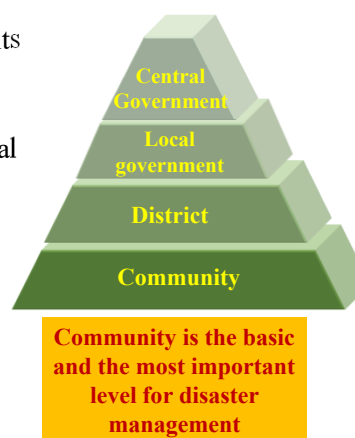 Central
Government
Local
government
District
Community
Community is the basic
and the most important
level for disaster
management